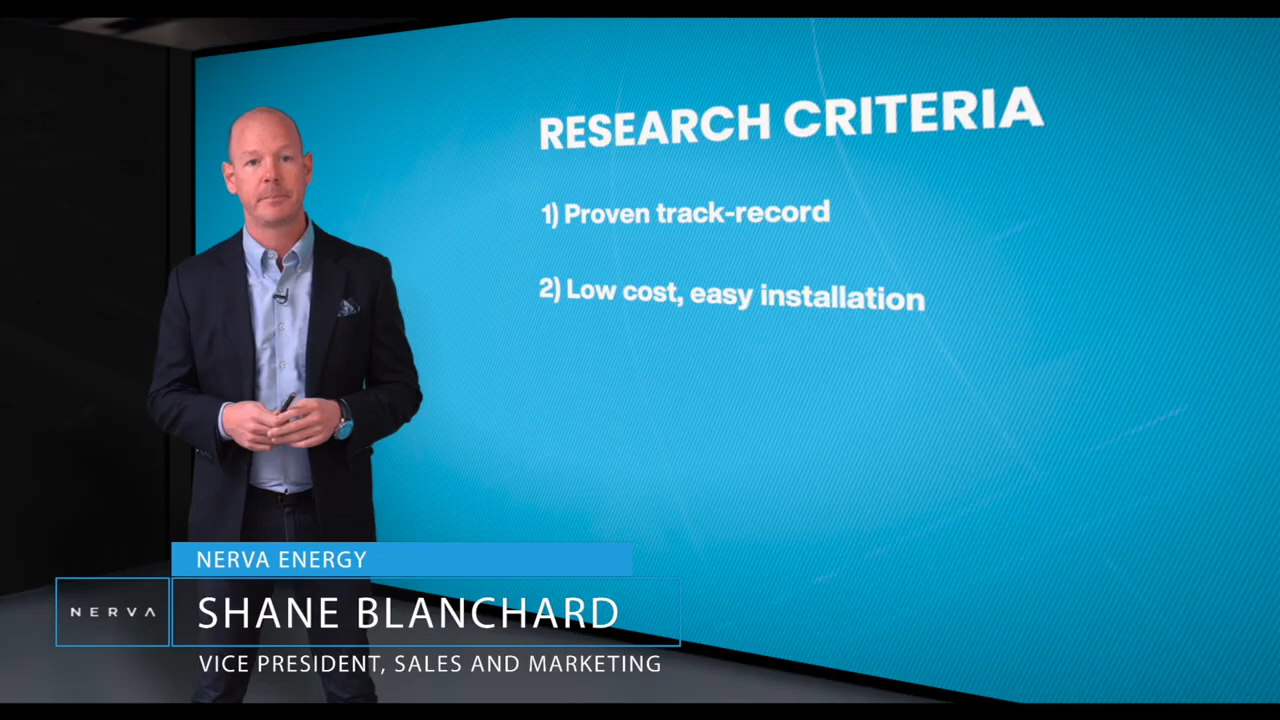 RESEARCH CRITERIA
1) Proven track-record
2) Low cost, easy installation
NERVA ENERGY
NERVA
SHANE BLANCHARD
VICE PRESIDENT, SALES AND MARKETING